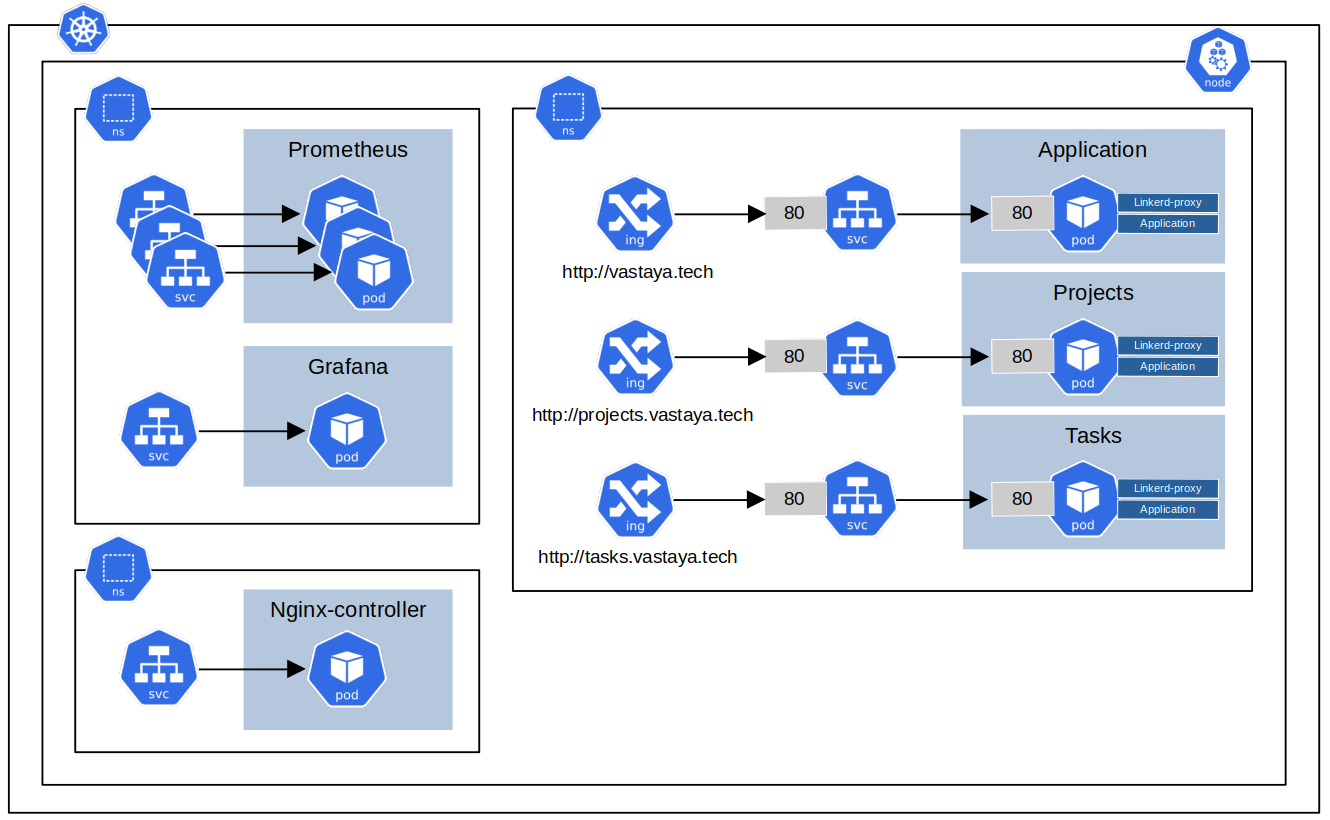 node
ns
Prometheus
svc
pod
Grafana
svc
pod
ns
Nginx-controller
svc
pod
ns
Application
ing
80
svc
80
pod
Linkerd-proxy
Application
http://vastaya.tech
Projects
ing
80
svc
80
pod
Linkerd-proxy
Application
http://projects.vastaya.tech
Tasks
ing
80
svc
80
pod
Linkerd-proxy
Application
http://tasks.vastaya.tech